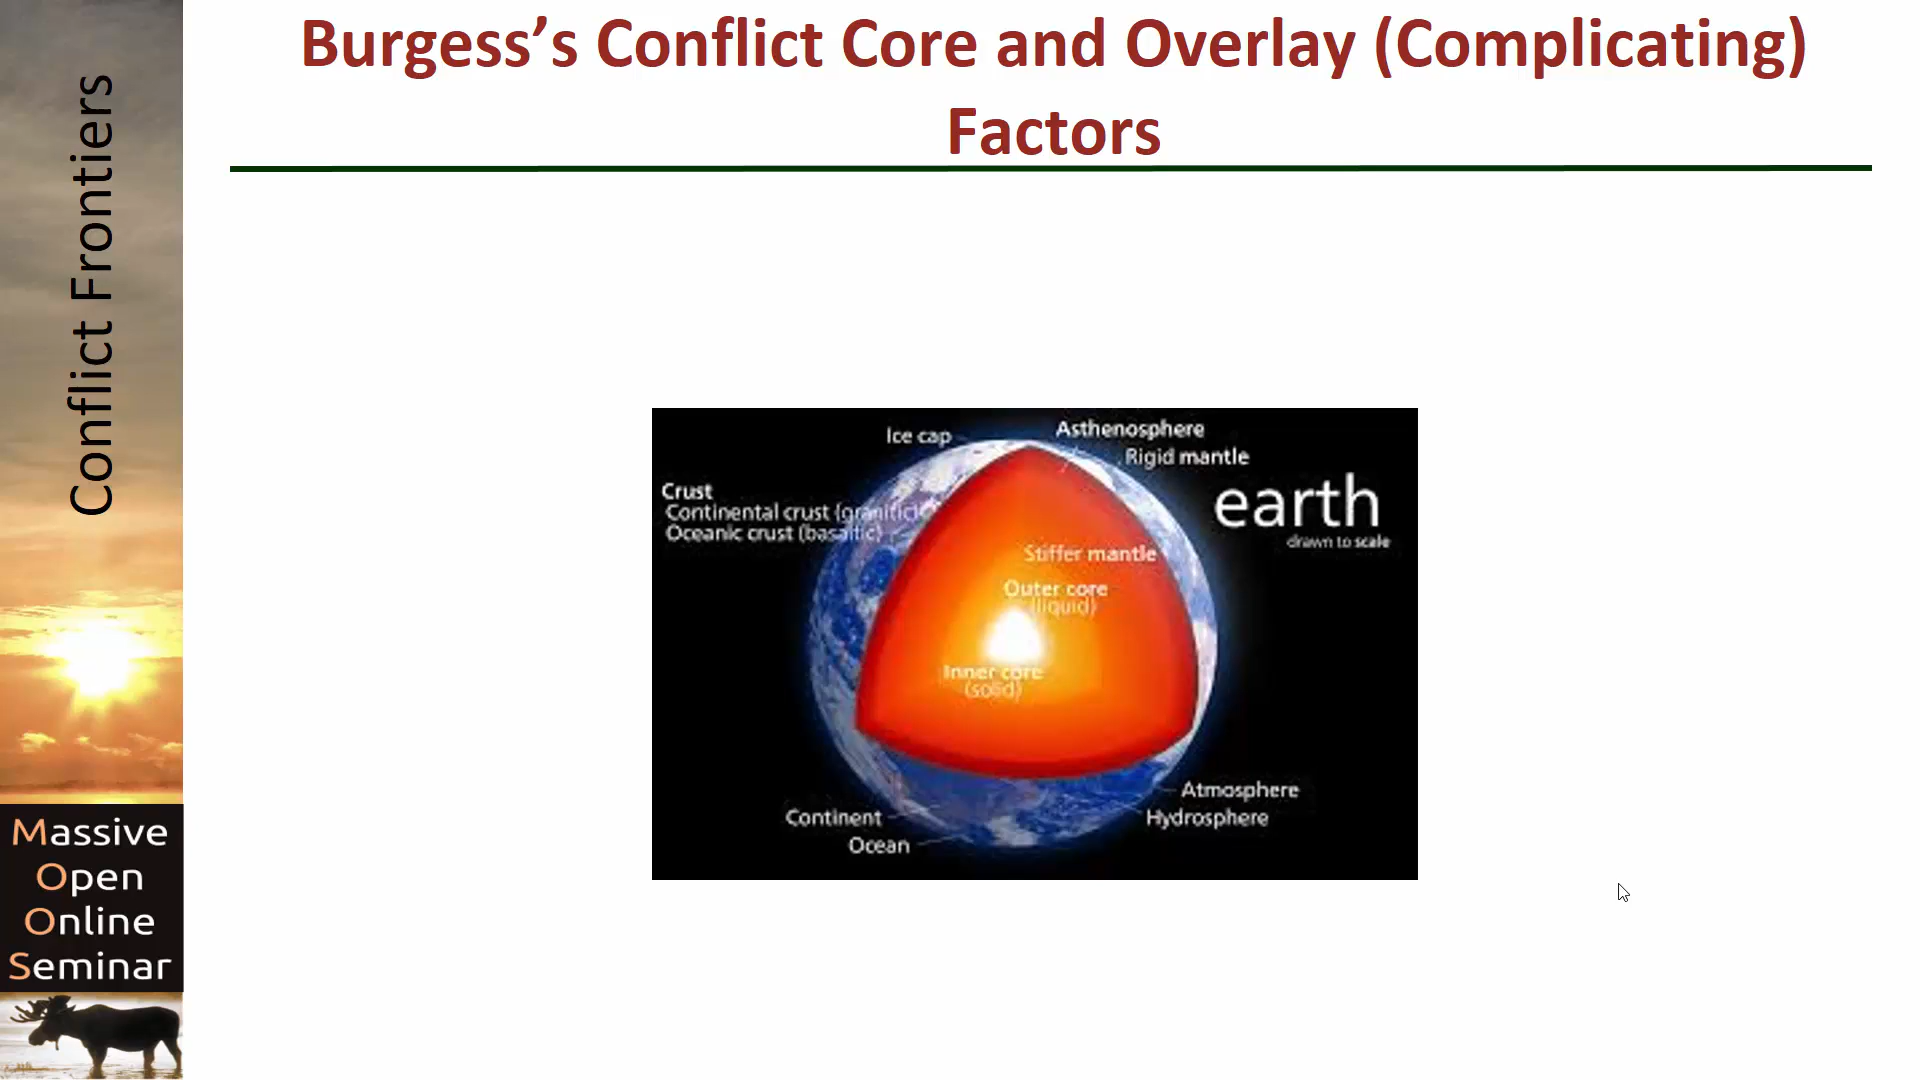 Burgess’s Conflict Core and Overlay (Complicating)
Factors
Conflict Frontiers
Massive
Open
Online
Seminar
Ice cap
Asthenosphere
Rigid mantle
Crust
Continental crust (granitic)
Oceanic crust (basaltic)
earth
drawn to scale
Stiffer mantle
Outer core
(liquid)
Inner core
(solid)
Atmosphere
Hydrosphere
Continent
Ocean